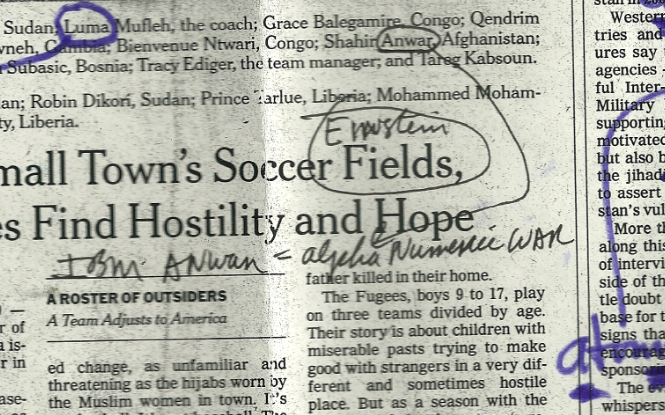 Sudan; Luma Mufleh, the coach; Grace Balegamire, Congo; Qendrim
Gambia; Bienvenue Ntwari, Congo; Shahir Anwar, Afghanistan;
Subasic, Bosnia; Tracy Ediger, the team manager; and Tareg Kabsoun.
an; Robin Dikori, Sudan; Prince Tarlue, Liberia; Mohammed Moham-
ty, Liberia.
Epistein
mall Town's Soccer Fields,
es Find Hostility and Hope
= alpha Numeric WAR
A ROSTER OF OUTSIDERS
A Team Adjusts to America
ed change, as unfamiliar and
threatening as the hijabs worn by
the Muslim women in town. It's
father killed in their home.
The Fugees, boys 9 to 17, play
on three teams divided by age.
Their story is about children with
miserable pasts trying to make
good with strangers in a very dif-
ferent and sometimes hostile
place. But as a season with the
Western
tries and
ures say
agencies
ful Inter-
Military
supporting
motivated
but also b
the jihadi
to assert
stan's vul
More th
along this
of intervi
side of th
tle doubt
base for t
signs tha
encourag
sponsorin
The
whispers